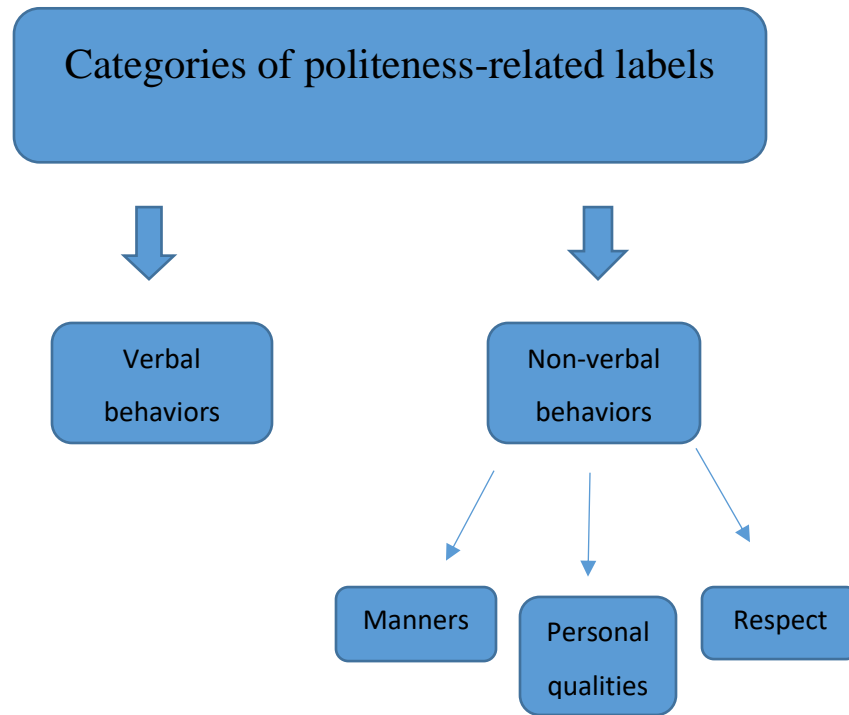 Categories of politeness-related labels
Verbal
behaviors
Non-verbal
behaviors
Manners
Personal
qualities
Respect